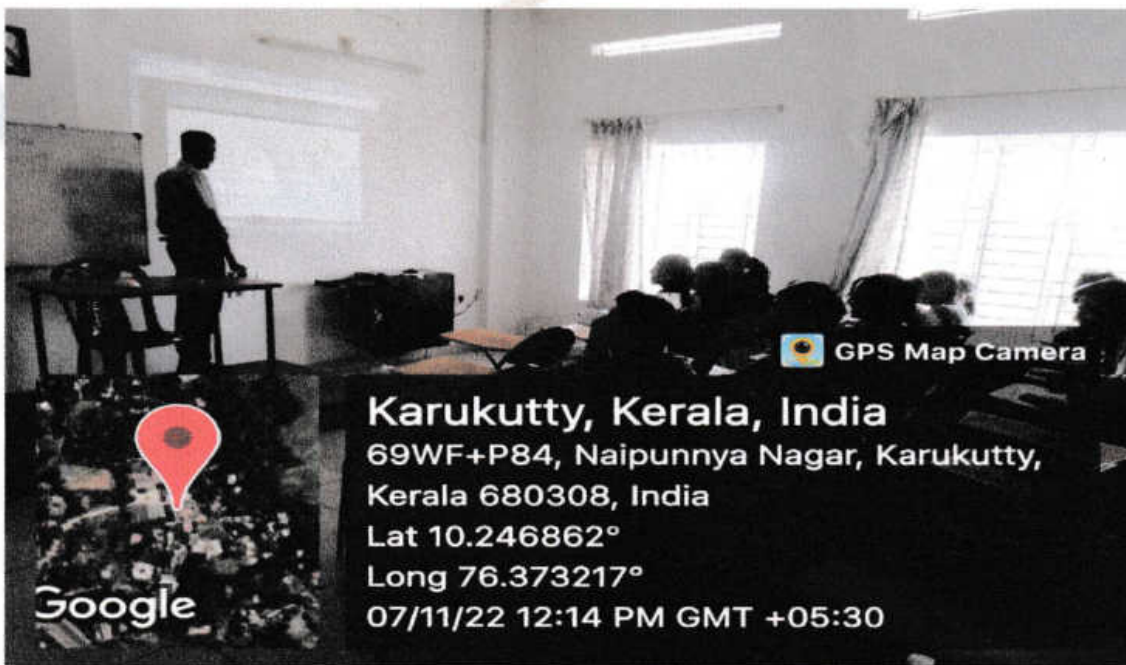 GPS Map Camera
Karukutty, Kerala, India
69WF+P84, Naipunnya Nagar, Karukutty,
Kerala 680308, India
Lat 10.246862°
Long 76.373217°
07/11/22 12:14 PM GMT +05:30
Google